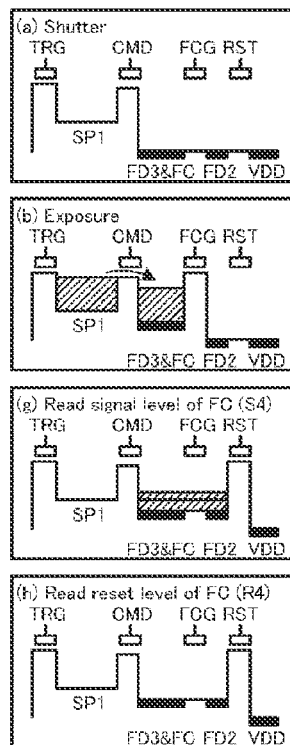 (a) Shutter
TRG CMD FCG RST
SP1
FD3&FC FD2 VDD
(b) Exposure
TRG CMD FCG RST
SP1
FD3&FC FD2 VDD
(g) Read signal level of FC (S4)
TRG CMD FCG RST
SP1
FD3&FC FD2 VDD
(h) Read reset level of FC (R4)
TRG CMD FCG RST
SP1
FD3&FC FD2 VDD